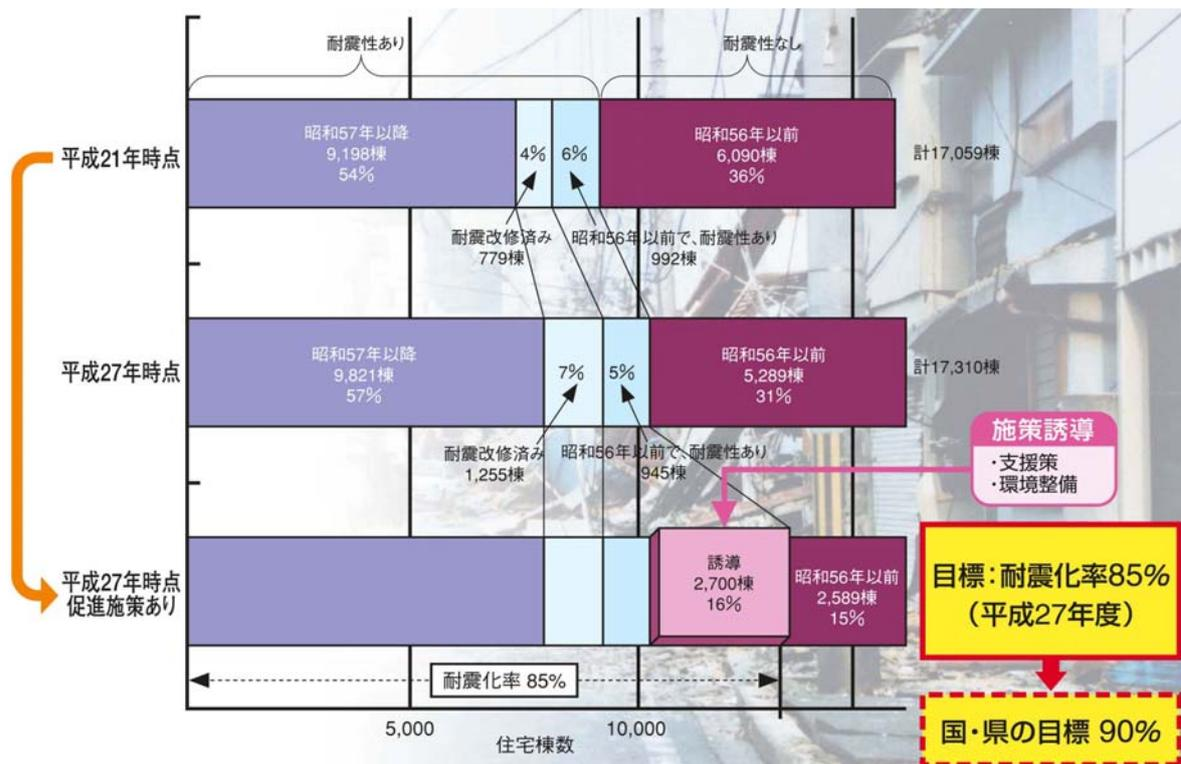 耐震性あり
耐震性なし
平成21年時点
昭和57年以降
9,198棟
54%
4%
6%
昭和56年以前
6,090棟
36%
計17,059棟
耐震改修済み
779棟
昭和56年以前で、耐震性あり
992棟
平成27年時点
昭和57年以降
9,821棟
57%
7%
5%
昭和56年以前
5,289棟
31%
計17,310棟
耐震改修済み
1,255棟
昭和56年以前で、耐震性あり
945棟
施策誘導
・支援策
・環境整備
平成27年時点
促進施策あり
誘導
2,700棟
16%
昭和56年以前
2,589棟
15%
目標:耐震化率85%
(平成27年度)
耐震化率 85%
5,000
10,000
住宅棟数
国・県の目標 90%